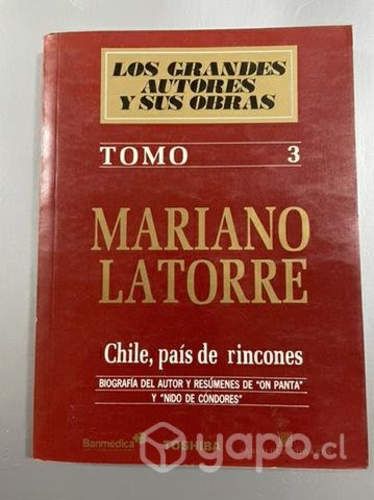 LOS GRANDES
AUTORES
Y SUS OBRAS
TOMO 3
MARIANO
LATORRE
Chile, país de rincones
BIOGRAFÍA DEL AUTOR Y RESÚMENES DE "ON PANTA"
Y "NIDO DE CÓNDORES"
Banmédica TOSHIBA
yapo.cl